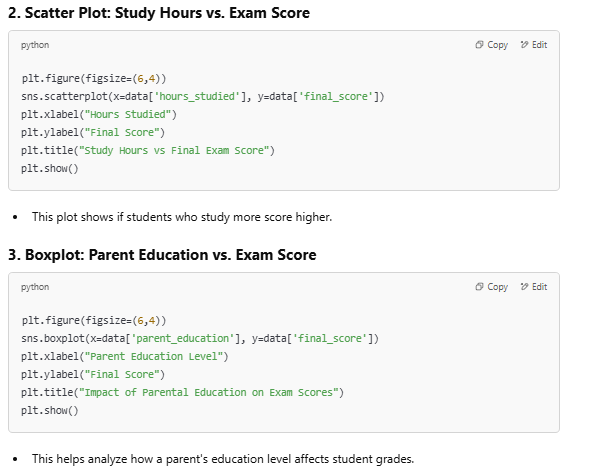 2. Scatter Plot: Study Hours vs. Exam Score
python
Copy Edit
plt.figure(figsize=(6,4))
sns.scatterplot(x=data['hours_studied'], y=data['final_score'])
plt.xlabel("Hours Studied")
plt.ylabel("Final Score")
plt.title("Study Hours vs Final Exam Score")
plt.show()
• This plot shows if students who study more score higher.
3. Boxplot: Parent Education vs. Exam Score
python
Copy Edit
plt.figure(figsize=(6,4))
sns.boxplot(x=data['parent_education'], y=data['final_score'])
plt.xlabel("Parent Education Level")
plt.ylabel("Final Score")
plt.title("Impact of Parental Education on Exam Scores")
plt.show()
• This helps analyze how a parent's education level affects student grades.